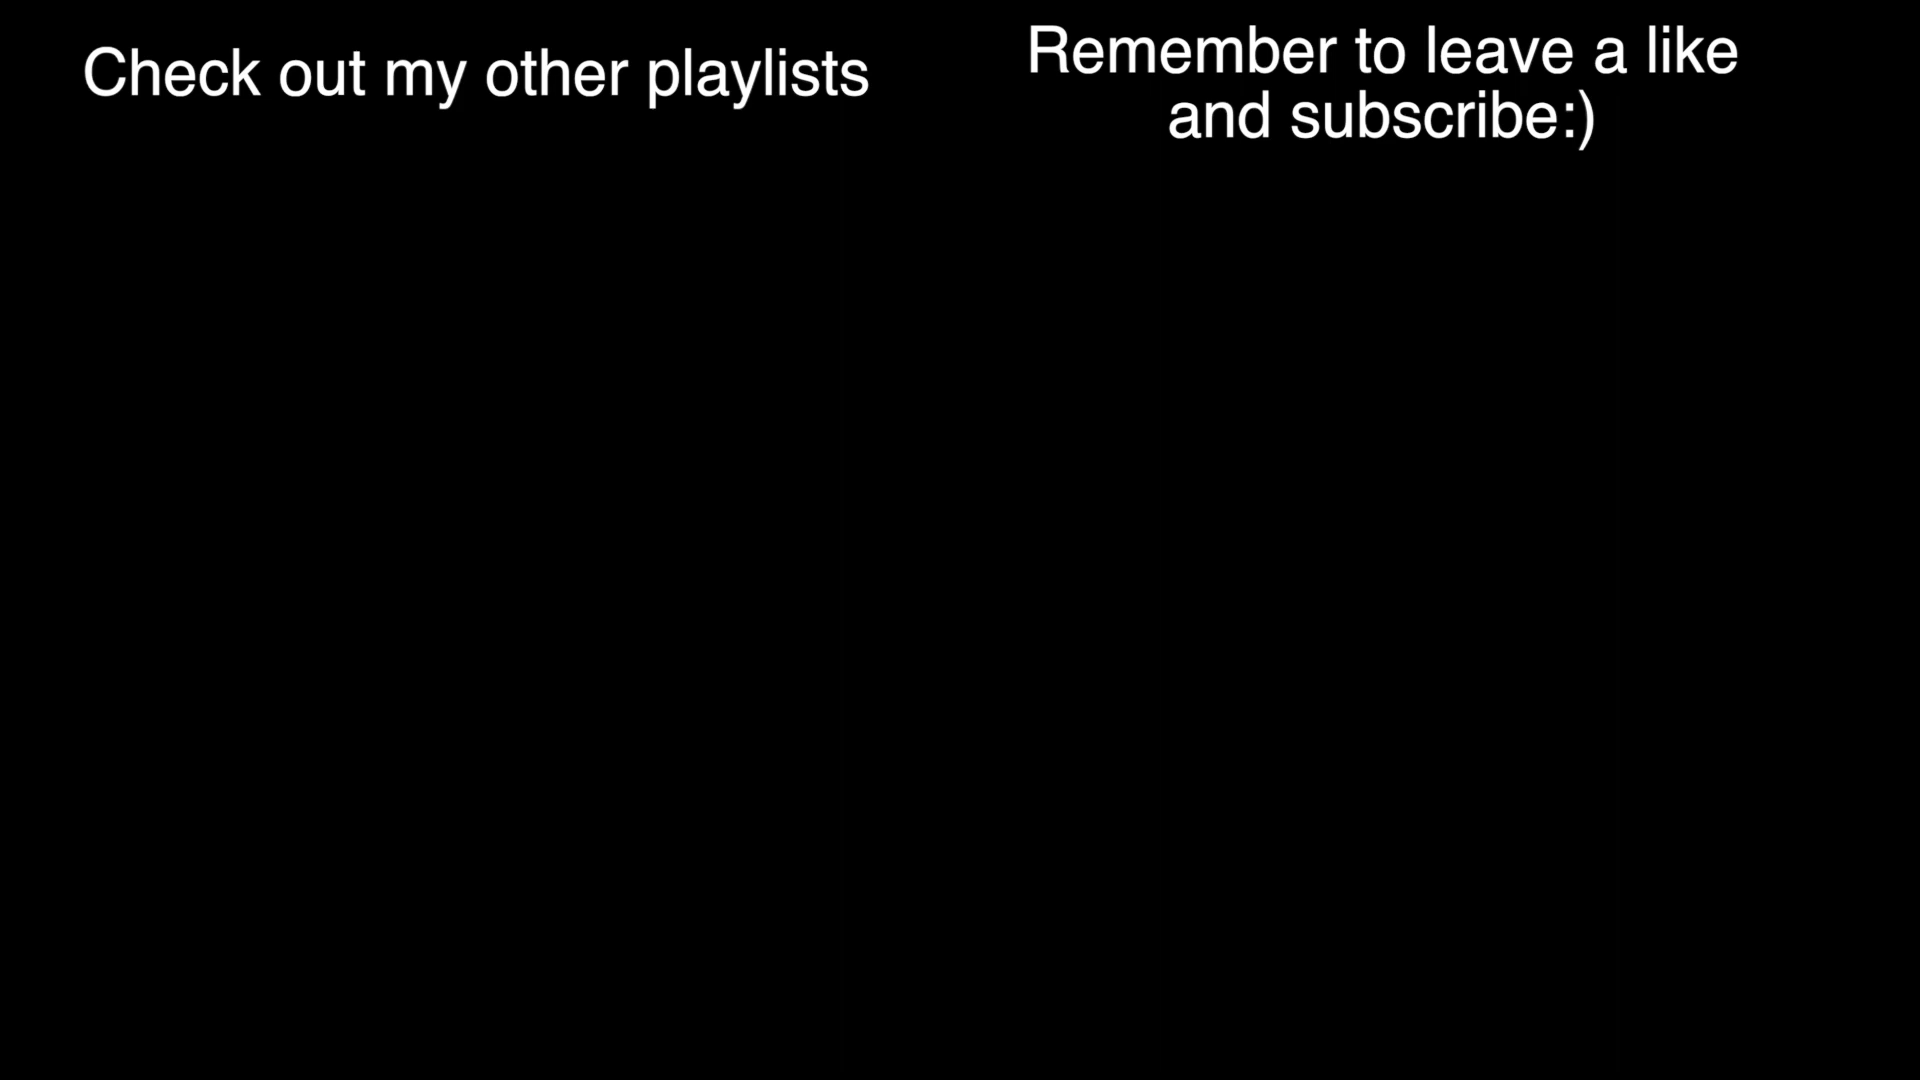 Check out my other playlists
Remember to leave a like
and subscribe:)